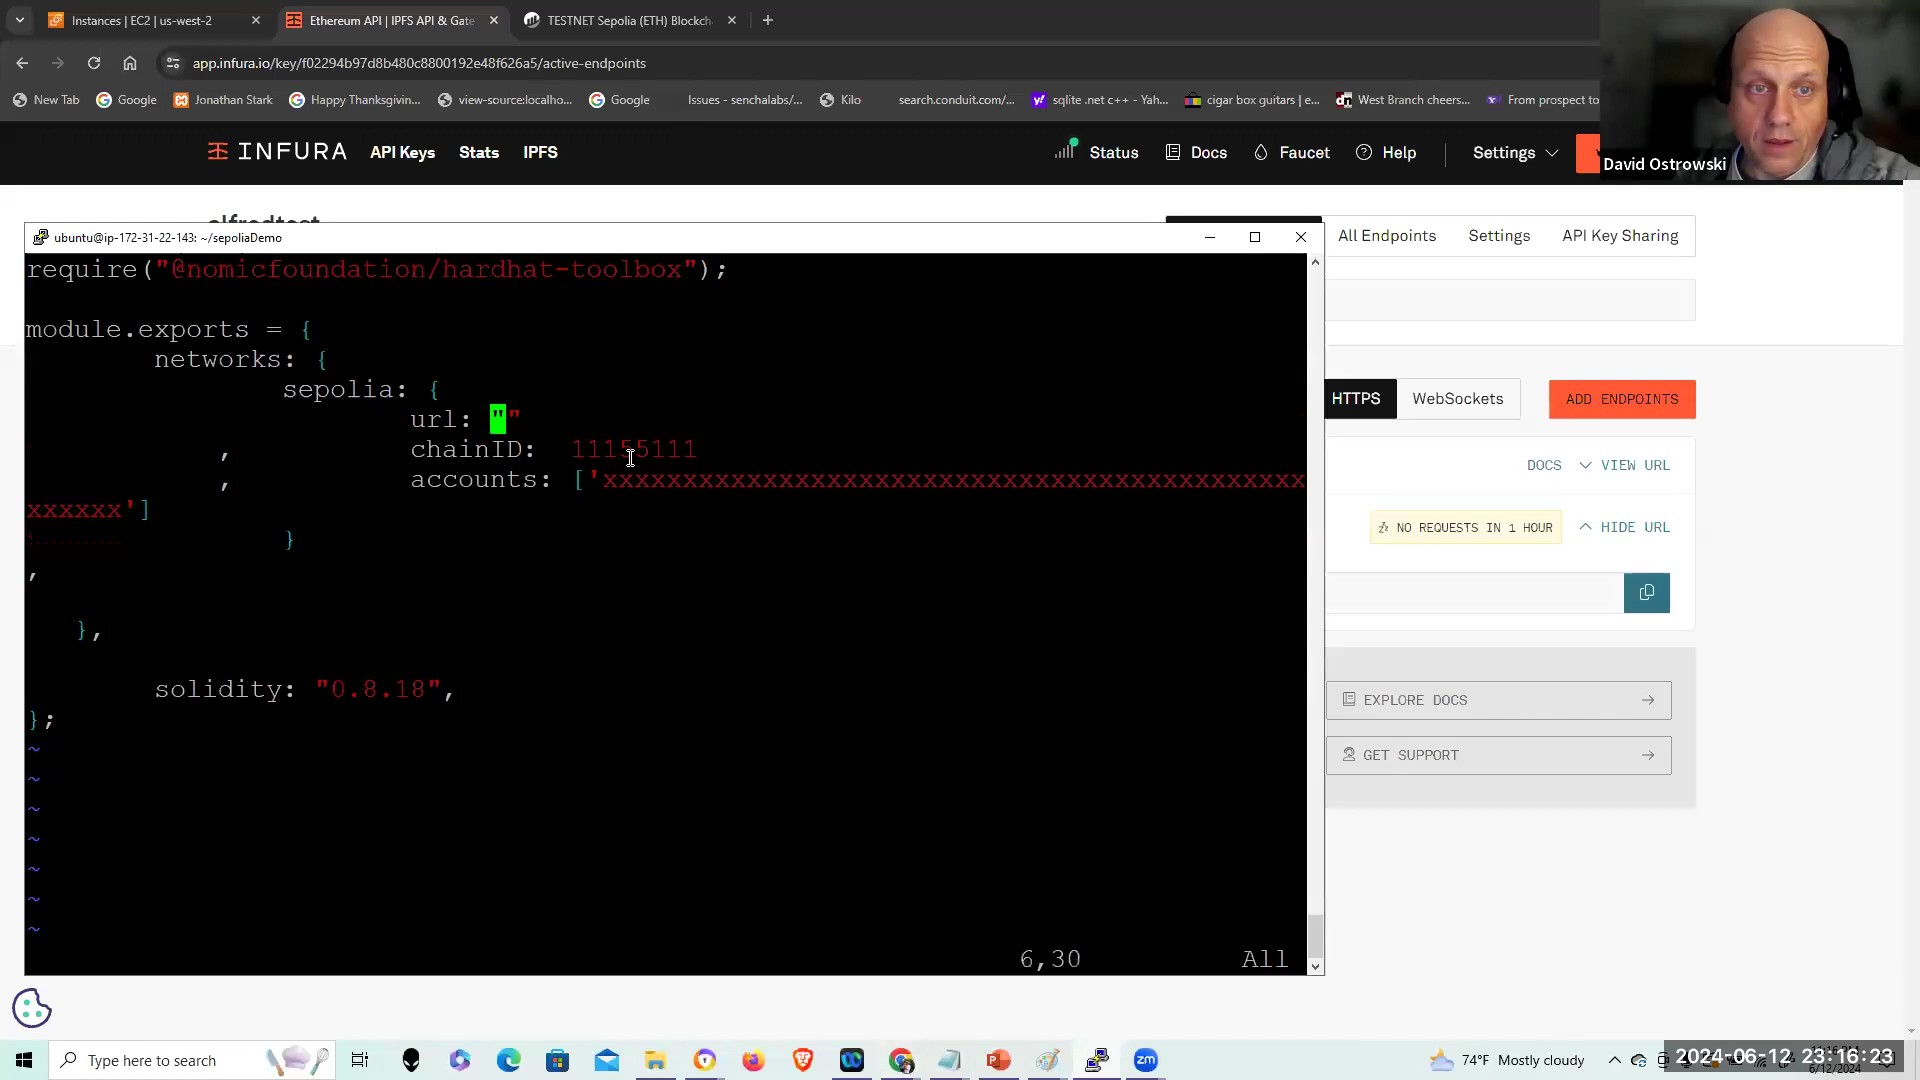 Instances | EC2 | us-west-2
Ethereum API | IPFS API & Gate
TESTNET Sepolia (ETH) Blockch
app.infura.io/key/f02294b97d8b480c8800192e48f626a5/active-endpoints
New Tab
Google
Jonathan Stark
Happy Thanksgivin...
view-source:localho...
Google
Issues - senchalabs/...
Kilo
search.conduit.com/...
sqlite .net c++ - Yah...
cigar box guitars | e...
West Branch cheers...
From prospect to
INFURA
API Keys
Stats
IPFS
Status
Docs
Faucet
Help
Settings
David Ostrowski
ubuntu@ip-172-31-22-143: ~/sepoliaDemo
All Endpoints
Settings
API Key Sharing
require("@nomicfoundation/hardhat-toolbox");
module.exports = {
networks: {
sepolia: {
url: ""
, chainID: 11155111
, accounts: ['xxxxxxxxxxxxxxxxxxxxxxxxxxxxxxxxxxxxxxxxxxxx
xxxxxx']
}
,
},
solidity: "0.8.18",
};
~
~
~
~
~
~
~
6,30
All
HTTPS
WebSockets
ADD ENDPOINTS
DOCS
VIEW URL
NO REQUESTS IN 1 HOUR
HIDE URL
EXPLORE DOCS
GET SUPPORT
Type here to search
zm
74°F Mostly cloudy
2024-06-12, 23:16:23
6/12/2024